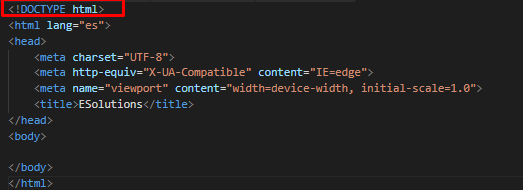 <!DOCTYPE html>
<html lang="es">
<head>
    <meta charset="UTF-8">
    <meta http-equiv="X-UA-Compatible" content="IE=edge">
    <meta name="viewport" content="width=device-width, initial-scale=1.0">
    <title>ESolutions</title>
</head>
<body>

</body>
</html>